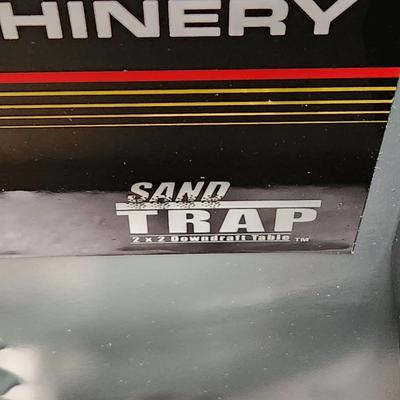 HINERY
SAND
TRAP
2 x 2 Downdraft Table TM